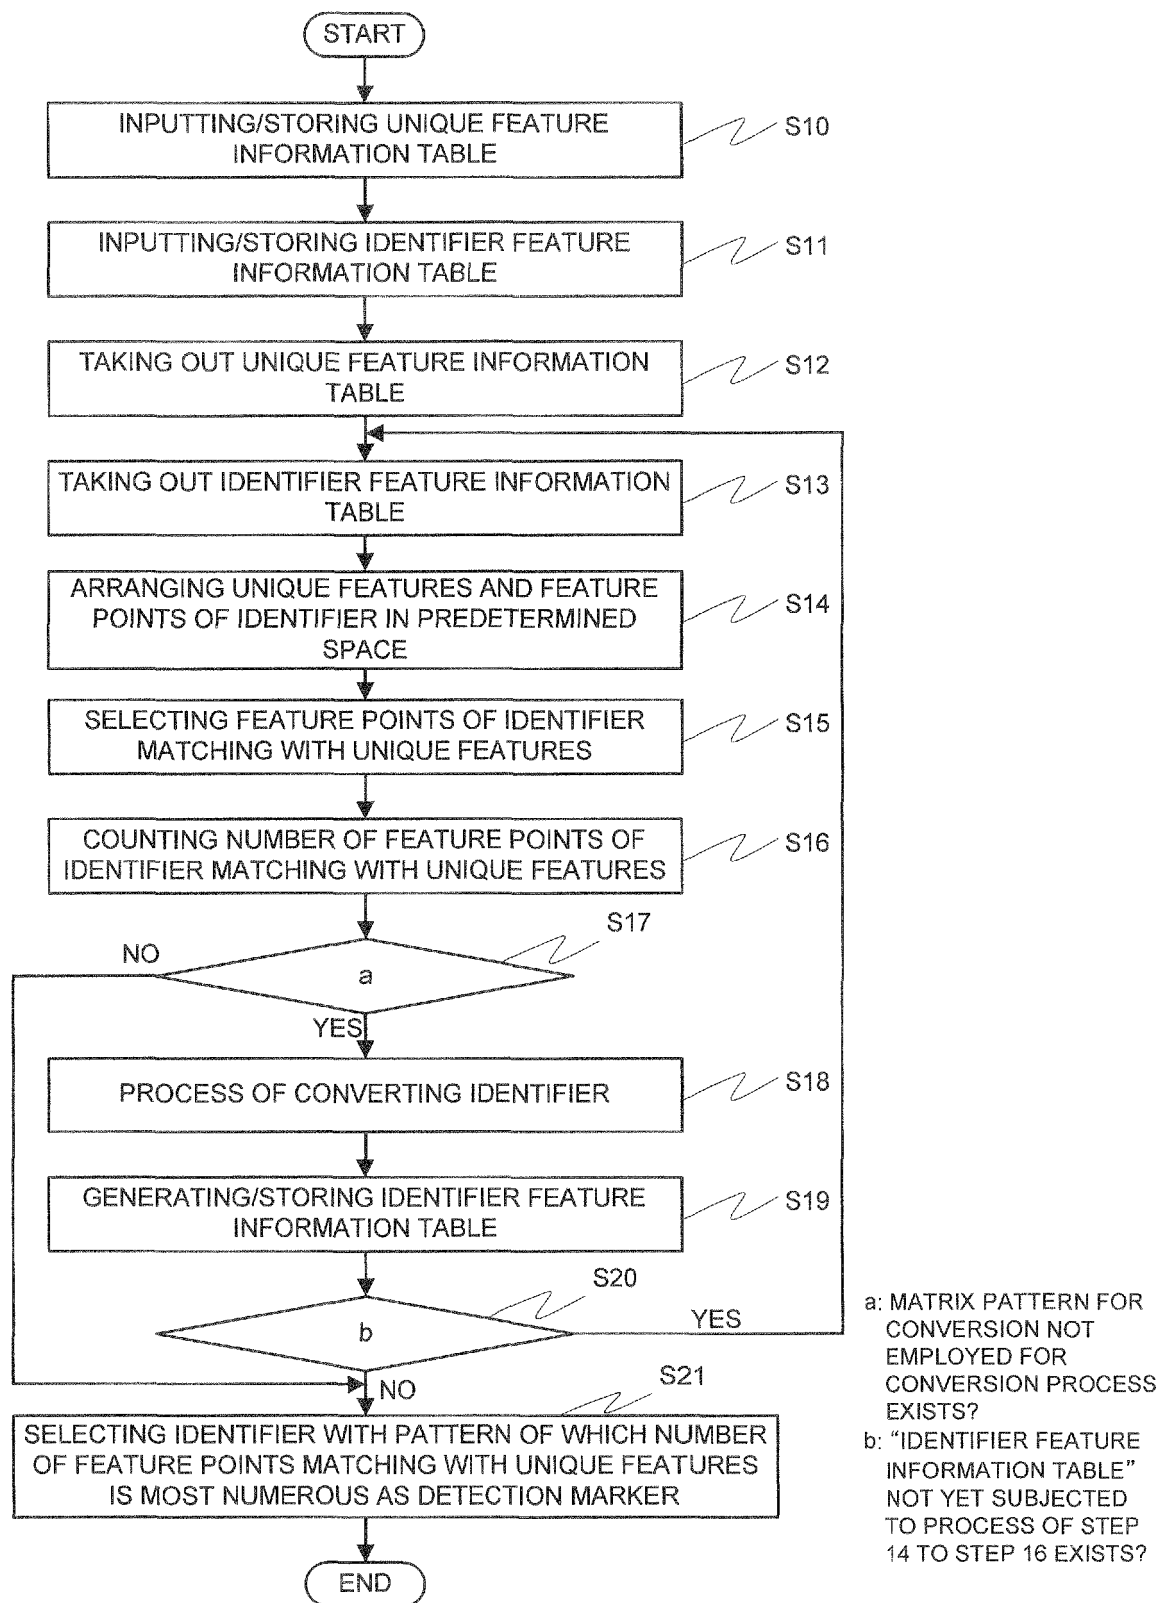 START
INPUTTING/STORING UNIQUE FEATURE
INFORMATION TABLE
S10
INPUTTING/STORING IDENTIFIER FEATURE
INFORMATION TABLE
S11
TAKING OUT UNIQUE FEATURE INFORMATION
TABLE
S12
TAKING OUT IDENTIFIER FEATURE INFORMATION
TABLE
S13
ARRANGING UNIQUE FEATURES AND FEATURE
POINTS OF IDENTIFIER IN PREDETERMINED
SPACE
S14
SELECTING FEATURE POINTS OF IDENTIFIER
MATCHING WITH UNIQUE FEATURES
S15
COUNTING NUMBER OF FEATURE POINTS OF
IDENTIFIER MATCHING WITH UNIQUE FEATURES
S16
S17
NO
a
YES
PROCESS OF CONVERTING IDENTIFIER
S18
GENERATING/STORING IDENTIFIER FEATURE
INFORMATION TABLE
S19
S20
b
YES
NO
S21
SELECTING IDENTIFIER WITH PATTERN OF WHICH NUMBER
OF FEATURE POINTS MATCHING WITH UNIQUE FEATURES
IS MOST NUMEROUS AS DETECTION MARKER
END
a: MATRIX PATTERN FOR
CONVERSION NOT
EMPLOYED FOR
CONVERSION PROCESS
EXISTS?
b: “IDENTIFIER FEATURE
INFORMATION TABLE”
NOT YET SUBJECTED
TO PROCESS OF STEP
14 TO STEP 16 EXISTS?